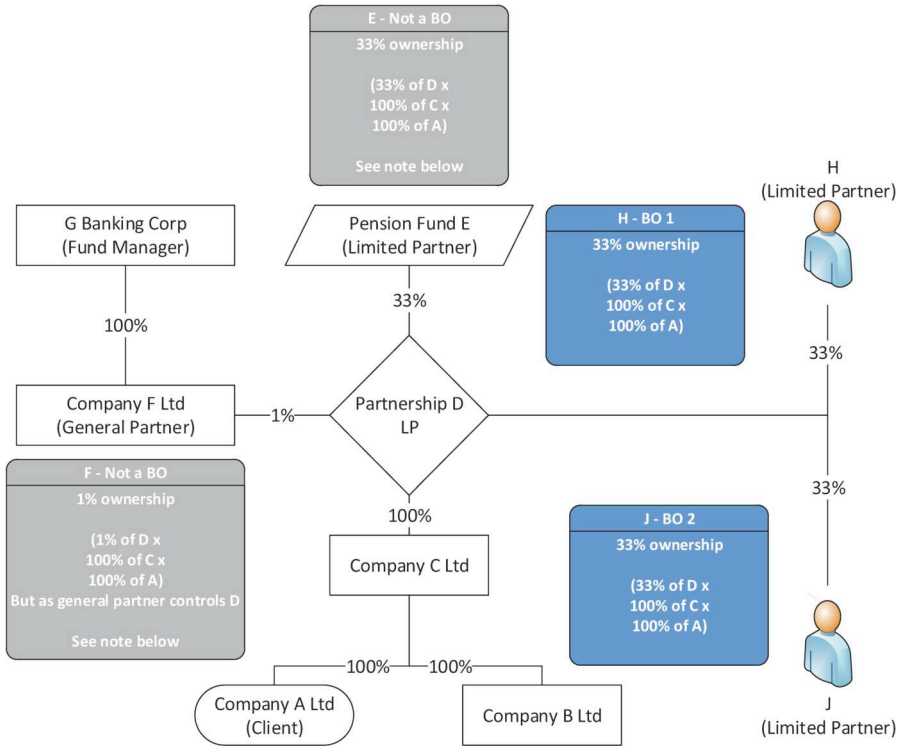 E - Not a BO
33% ownership
(33% of D x
100% of C x
100% of A)
See note below
H
(Limited Partner)
G Banking Corp
(Fund Manager)
Pension Fund E
(Limited Partner)
H - BO 1
33% ownership
(33% of D x
100% of C x
100% of A)
33%
100%
33%
Company F Ltd
(General Partner)
1%
Partnership D
LP
F - Not a BO
1% ownership
(1% of D x
100% of C x
100% of A)
But as general partner controls D
See note below
100%
33%
Company C Ltd
J - BO 2
33% ownership
(33% of D x
100% of C x
100% of A)
100%
100%
Company A Ltd
(Client)
Company B Ltd
J
(Limited Partner)